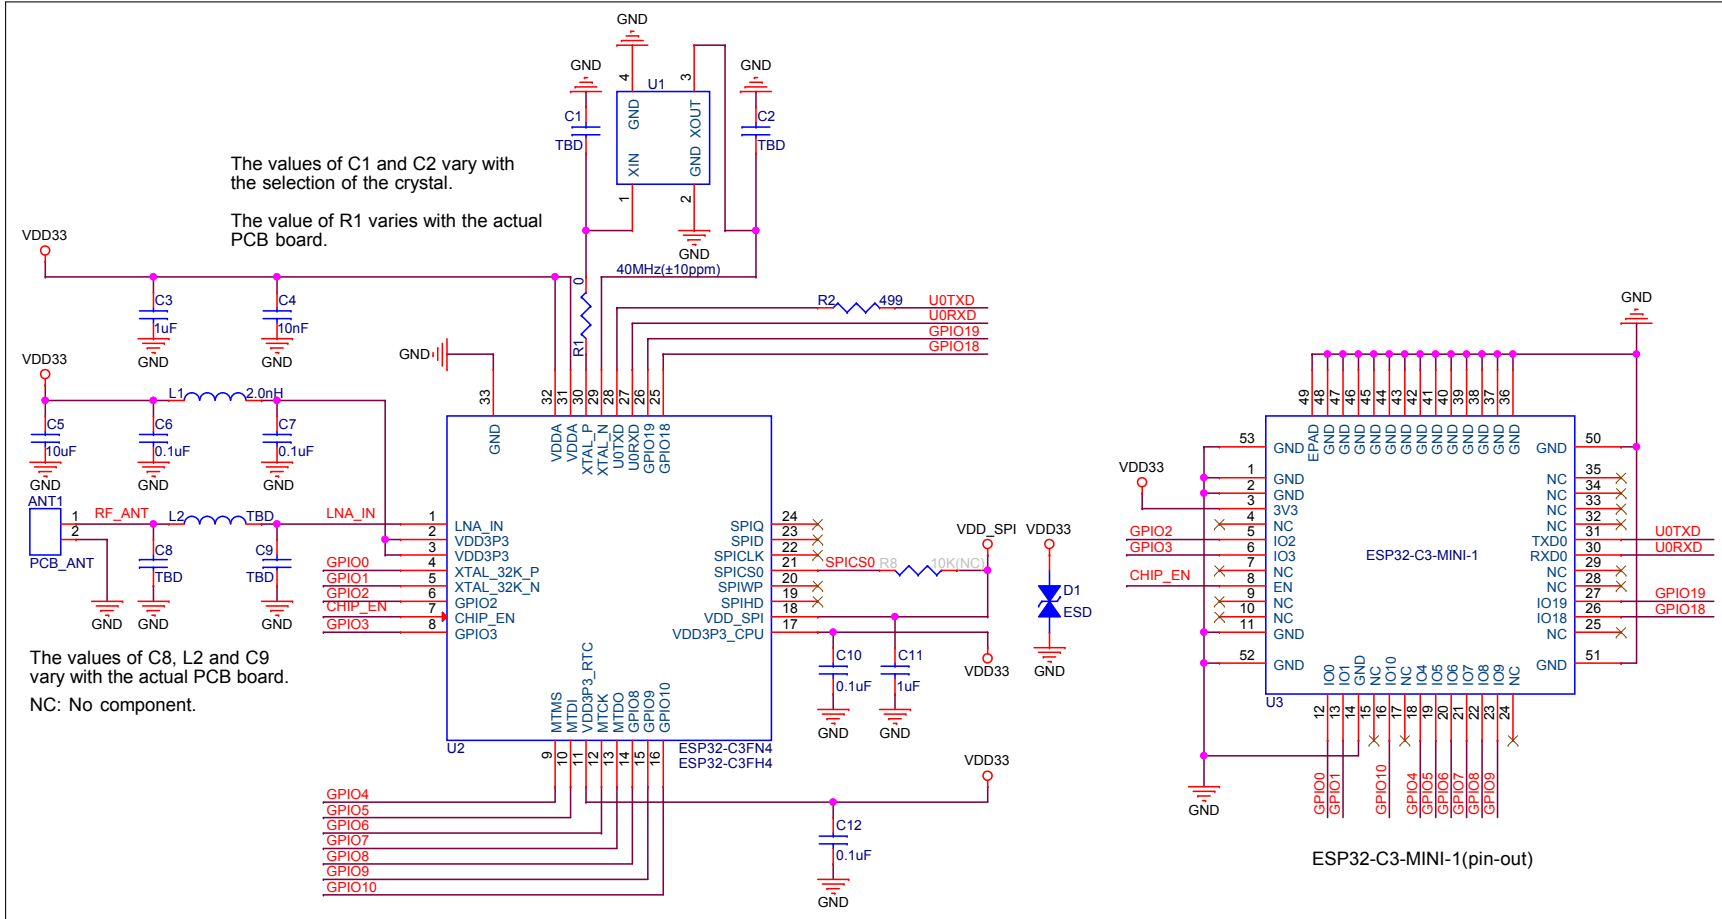 GND
GND
GND
4
3
U1
GND
XOUT
C1
TBD
C2
TBD
XIN
GND
1
2
GND
The values of C1 and C2 vary with
the selection of the crystal.
The value of R1 varies with the actual
PCB board.
VDD33
40MHz(±10ppm)
C3
1uF
GND
C4
10nF
GND
0
R1
R2
499
U0TXD
U0RXD
GPIO19
GPIO18
GND
VDD33
L1
2.0nH
C5
10uF
GND
C6
0.1uF
GND
C7
0.1uF
GND
33
32
31
30
29
28
27
26
25
GND
VDDA
VDDA
XTAL_P
XTAL_N
U0TXD
U0RXD
GPIO19
GPIO18
ANT1
1
2
PCB_ANT
RF_ANT
L2
TBD
LNA_IN
C8
TBD
C9
TBD
GND
GND
GND
GPIO0
GPIO1
GPIO2
CHIP_EN
GPIO3
1
2
3
4
5
6
7
8
LNA_IN
VDD3P3
VDD3P3
XTAL_32K_P
XTAL_32K_N
GPIO2
CHIP_EN
GPIO3
SPIQ
SPID
SPICLK
SPICS0
SPIWP
SPIHD
VDD_SPI
VDD3P3_CPU
24
23
22
21
20
19
18
17
SPICS0
R8
10K(NC)
VDD_SPI
VDD33
D1
ESD
GND
VDD33
C10
0.1uF
GND
C11
1uF
GND
The values of C8, L2 and C9
vary with the actual PCB board.
NC: No component.
MTMS
MTDI
VDD3P3_RTC
MTCK
MTDO
GPIO8
GPIO9
GPIO10
U2
ESP32-C3FN4
ESP32-C3FH4
9
10
11
12
13
14
15
16
GPIO4
GPIO5
GPIO6
GPIO7
GPIO8
GPIO9
GPIO10
VDD33
C12
0.1uF
GND
GND
49
48
47
46
45
44
43
42
41
40
39
38
37
36
EPAD
GND
GND
GND
GND
GND
GND
GND
GND
GND
GND
GND
GND
GND
VDD33
GPIO2
GPIO3
CHIP_EN
53
1
2
3
4
5
6
7
8
9
10
11
52
GND
GND
GND
3V3
NC
IO2
IO3
NC
EN
NC
NC
GND
GND
ESP32-C3-MINI-1
GND
NC
NC
NC
NC
TXD0
RXD0
NC
NC
IO19
IO18
NC
GND
50
35
34
33
32
31
30
29
28
27
26
25
51
U0TXD
U0RXD
GPIO19
GPIO18
IO0
IO1
GND
NC
IO10
NC
IO4
IO5
IO6
IO7
IO8
IO9
NC
U3
12
13
14
15
16
17
18
19
20
21
22
23
24
GPIO0
GPIO1
GPIO10
GPIO4
GPIO5
GPIO6
GPIO7
GPIO8
GPIO9
GND
ESP32-C3-MINI-1(pin-out)